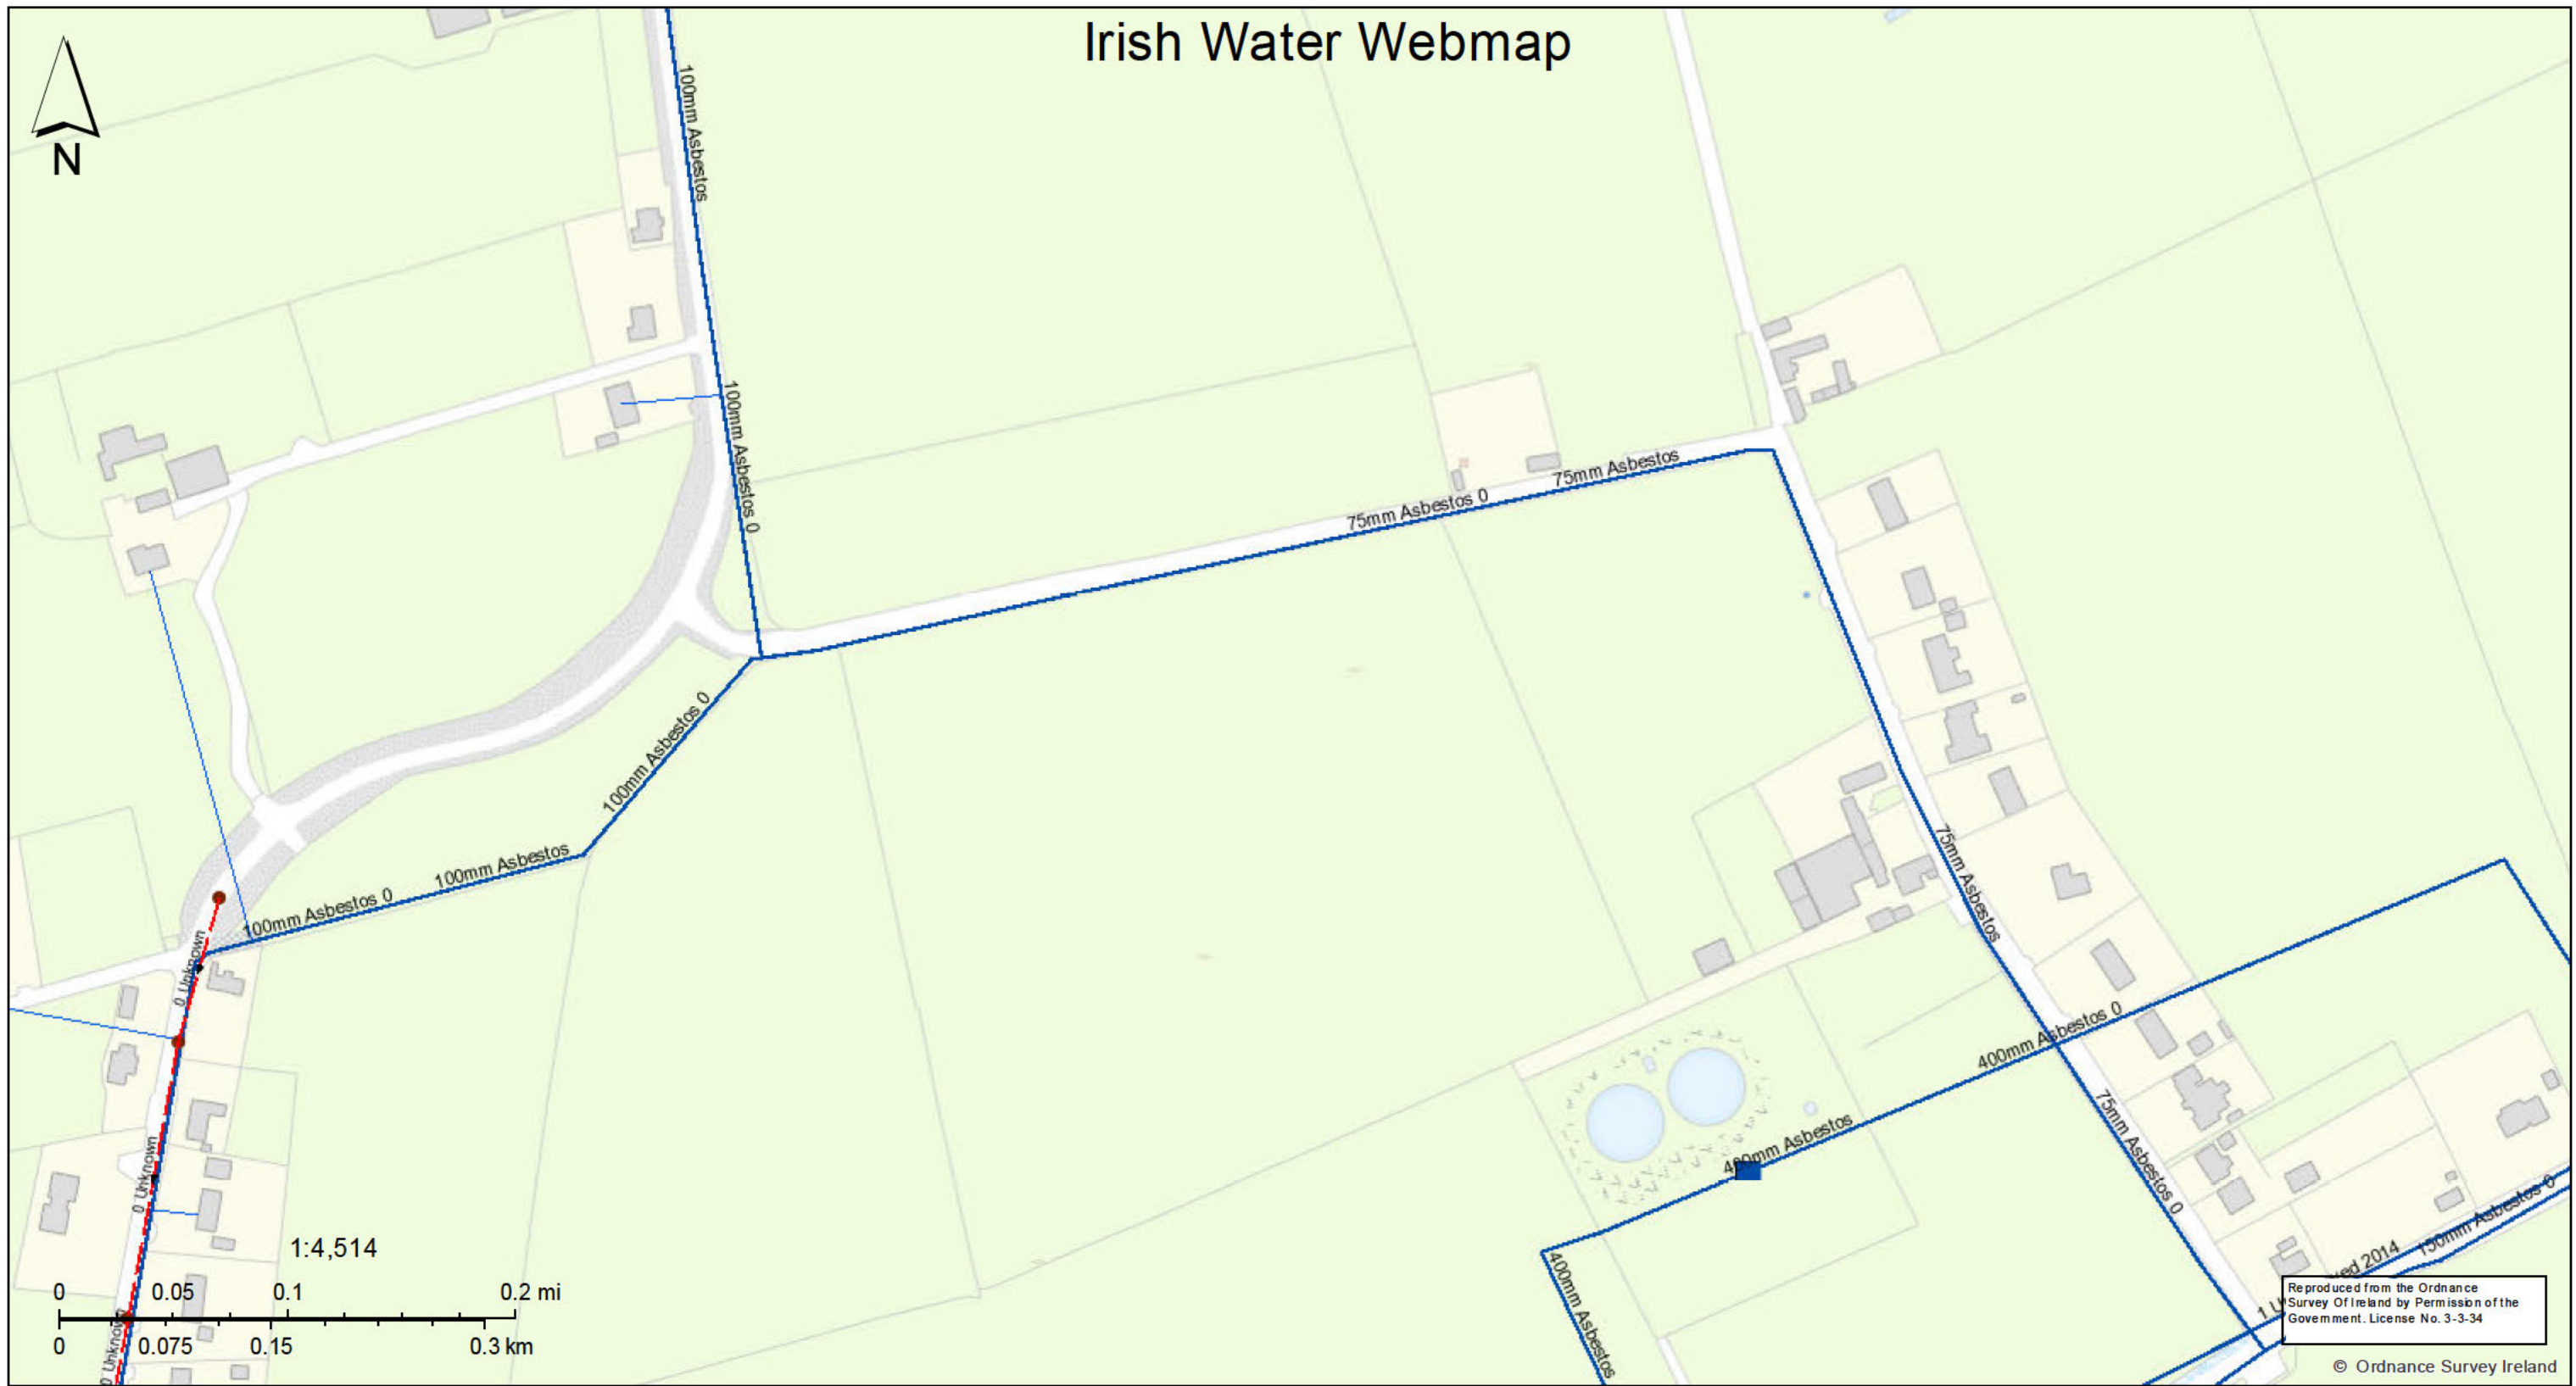 Irish Water Webmap
N
100mm Asbestos
100mm Asbestos 0
75mm Asbestos
75mm Asbestos 0
100mm Asbestos 0
100mm Asbestos
100mm Asbestos 0
75mm Asbestos
0 Unknown
400mm Asbestos 0
400mm Asbestos
75mm Asbestos 0
0 Unknown
150mm Asbestos 0
2014
400mm Asbestos
0 Unknown
1:4,514
0 0.05 0.1 0.2 mi
0 0.075 0.15 0.3 km
Reproduced from the Ordnance
Survey Of Ireland by Permission of the
Government. License No. 3-3-34
© Ordnance Survey Ireland